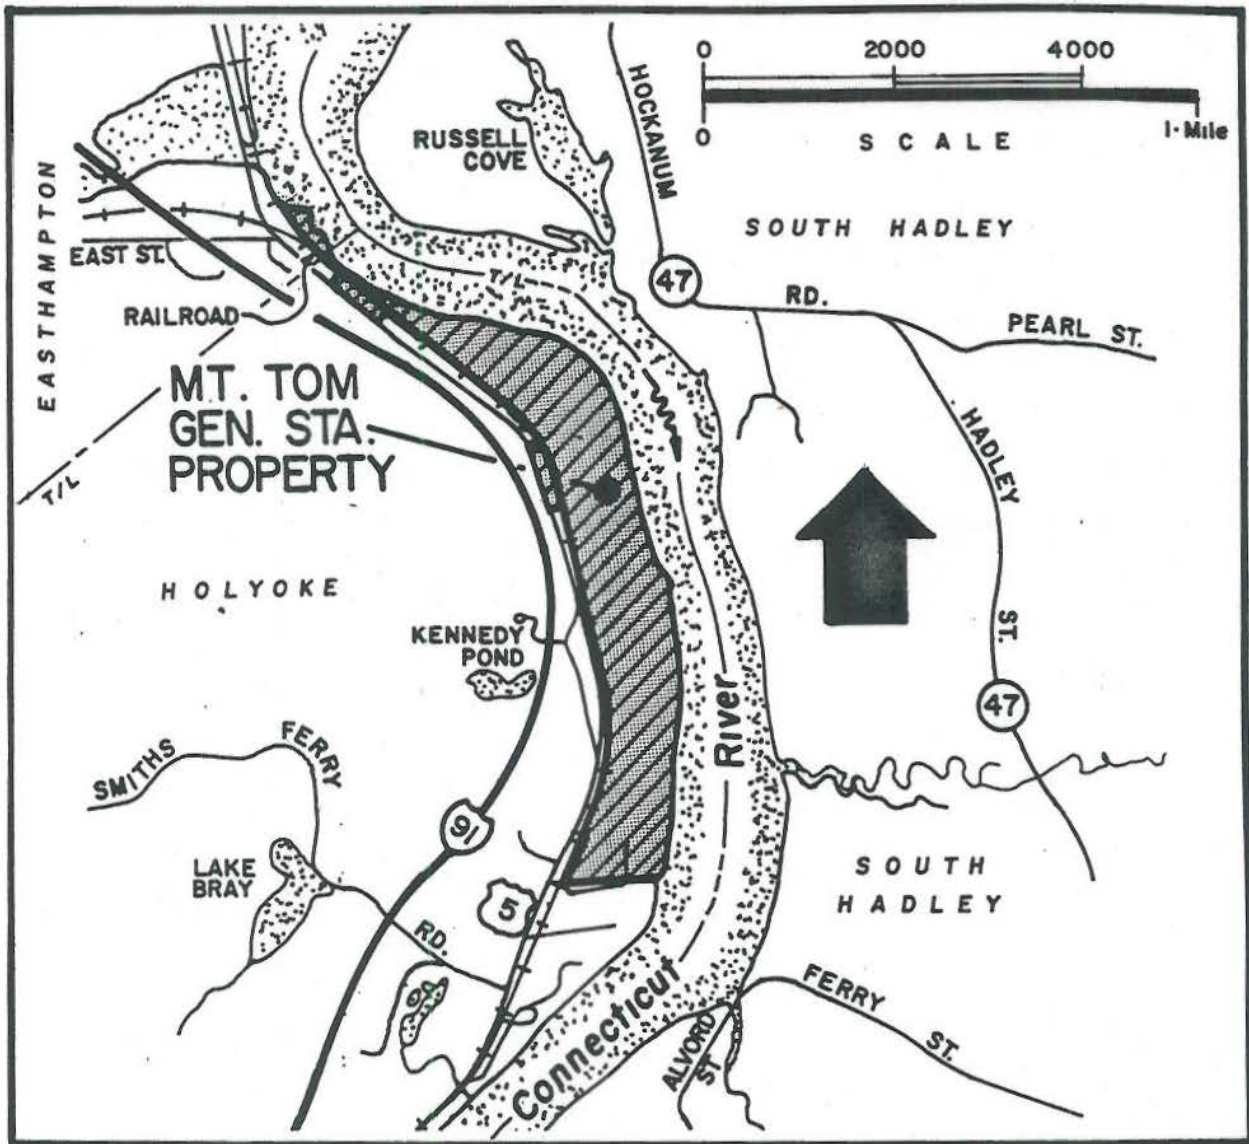 0 2000 4000
0 1·Mile
SCALE
HOCKANUM
RUSSELL
COVE
SOUTH HADLEY
EASTHAMPTON
EAST ST.
T/L
47
RD.
PEARL ST.
RAILROAD
MT. TOM
GEN. STA.
PROPERTY
HADLEY
ST.
T/L
HOLYOKE
KENNEDY
POND
47
River
SMITHS
FERRY
91
LAKE
BRAY
5
RD.
SOUTH
HADLEY
Connecticut
FERRY
ST.
ALVORD
ST